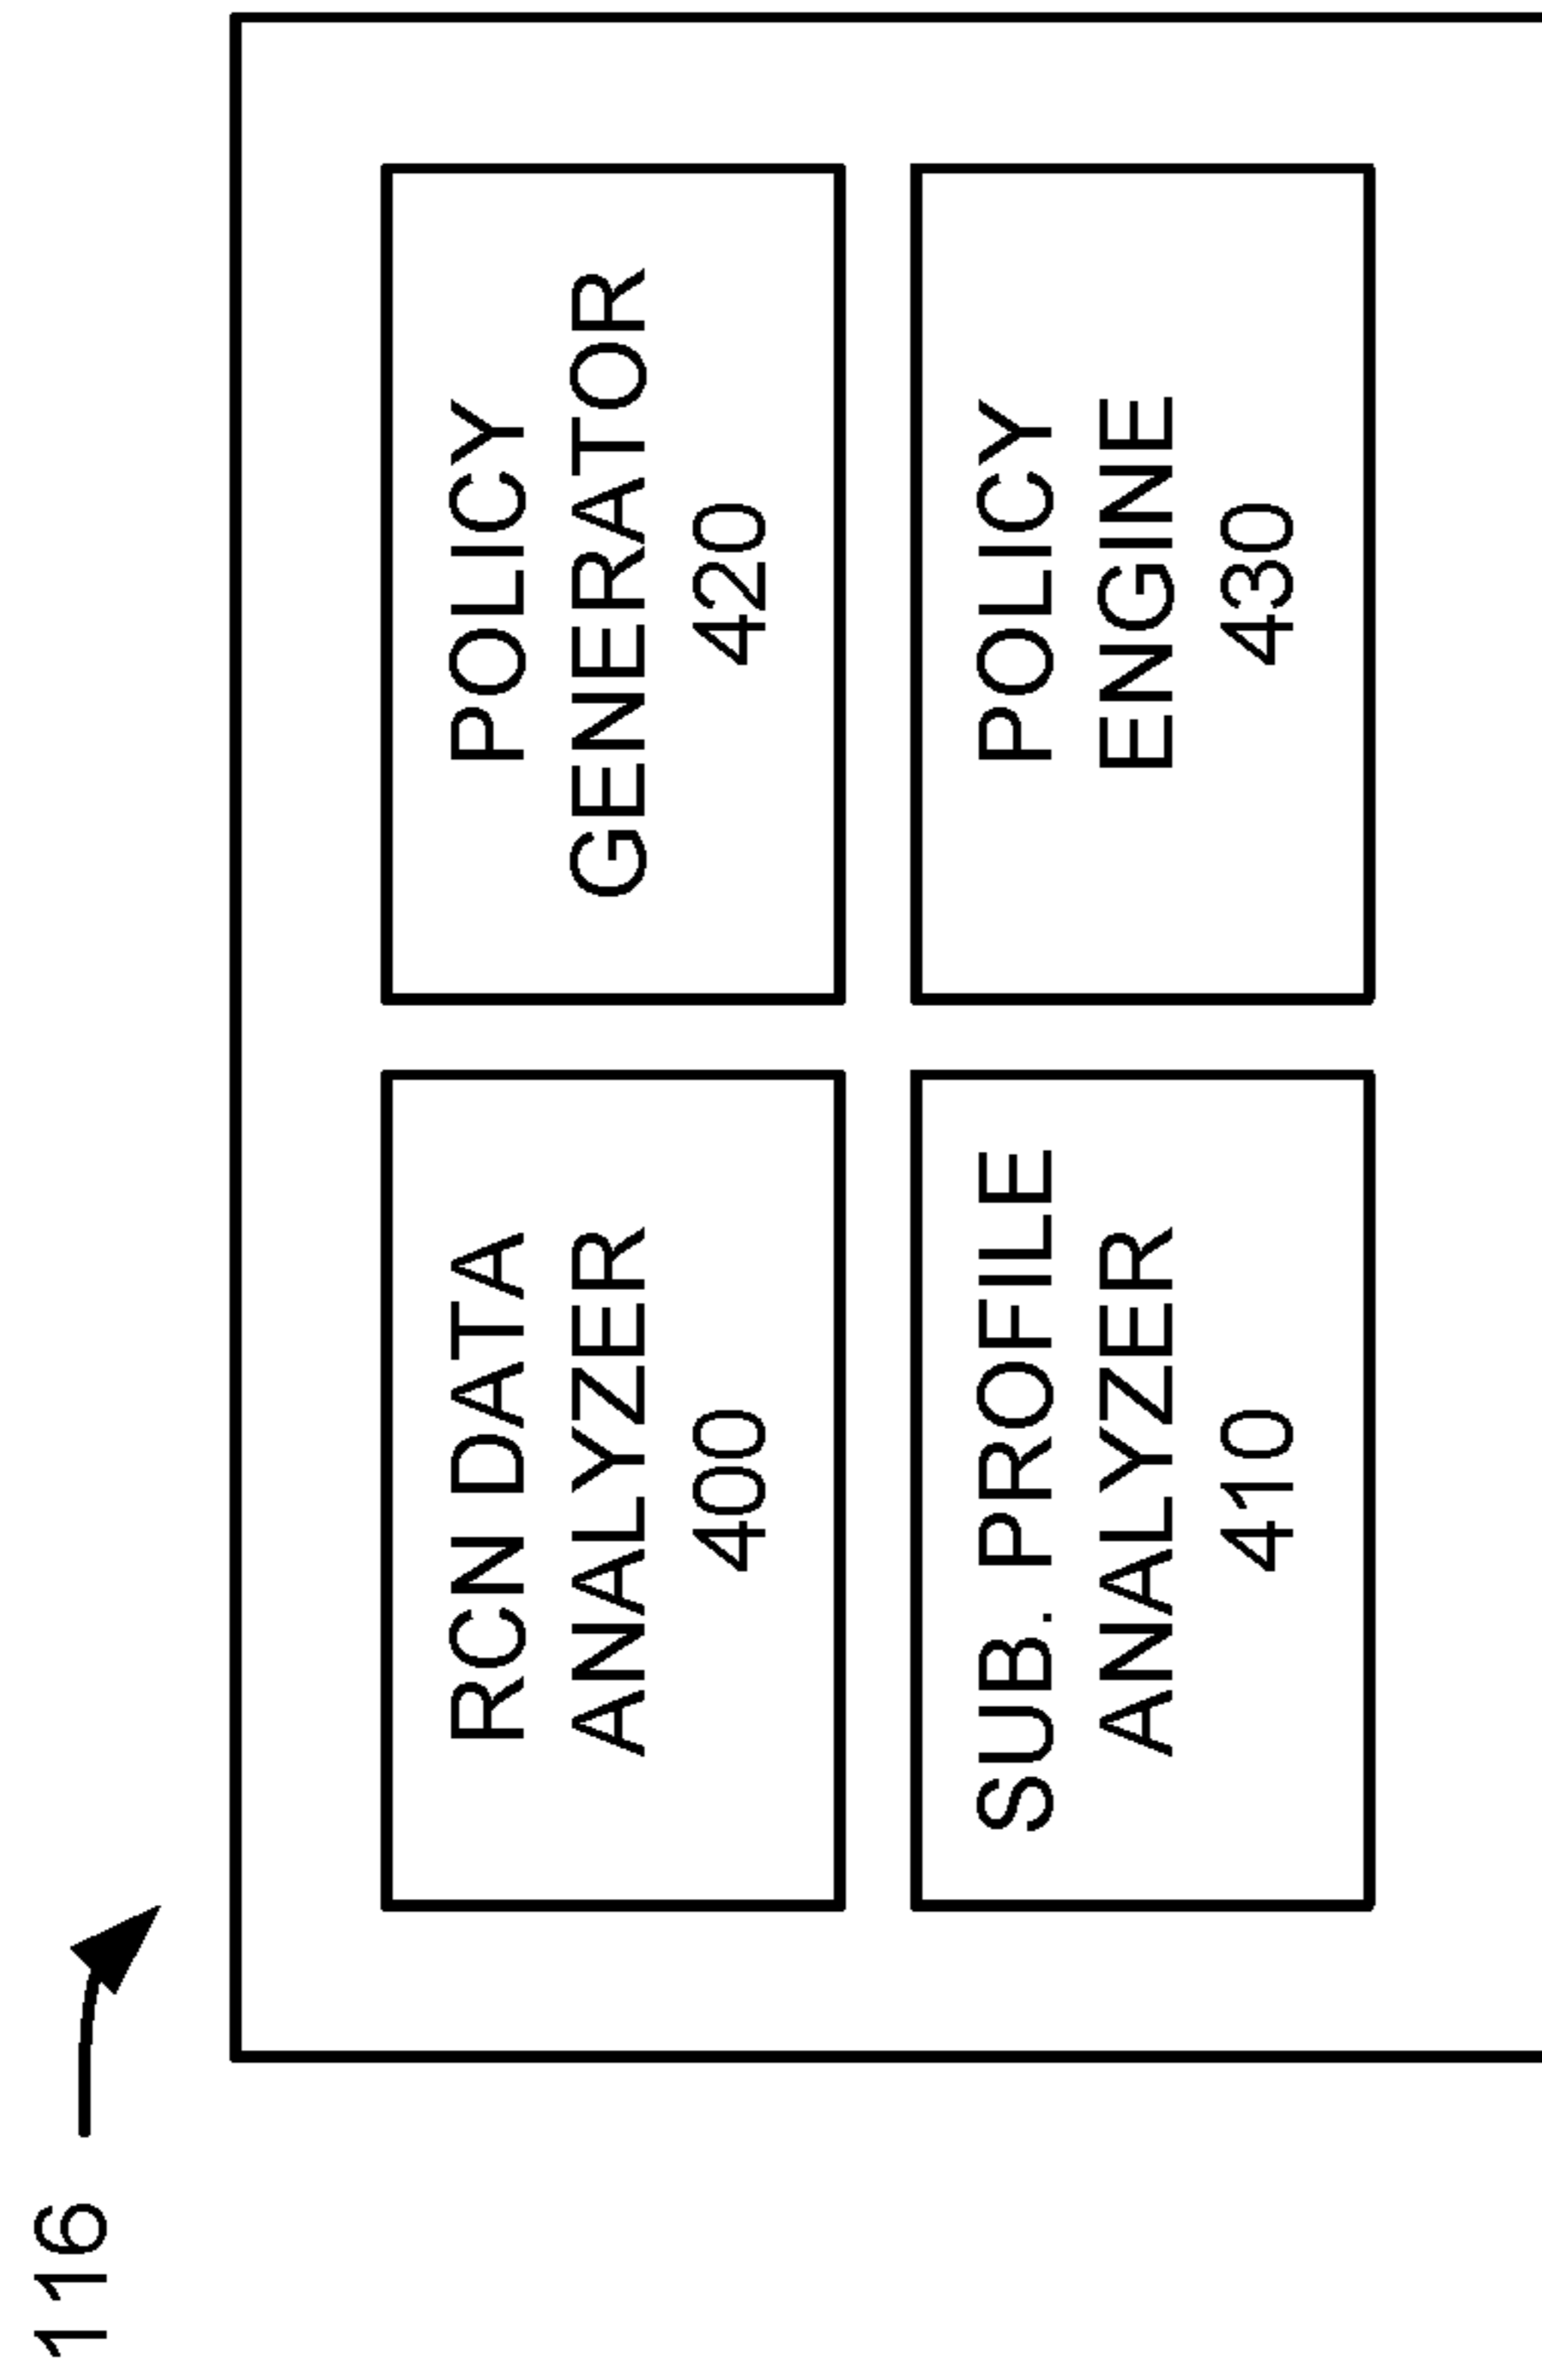 116
RCN DATA
ANALYZER
400
POLICY
GENERATOR
420
SUB. PROFILE
ANALYZER
410
POLICY
ENGINE
430